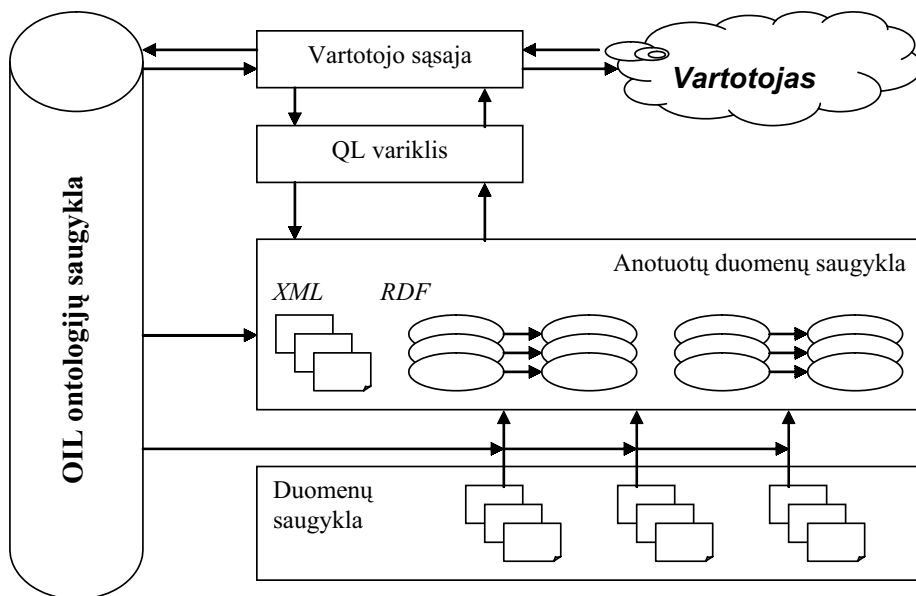 Vartotojo sąsaja
Vartotojas
QL variklis
OIL ontologijų saugykla
Anotuotų duomenų saugykla
XML
RDF
Duomenų
saugykla